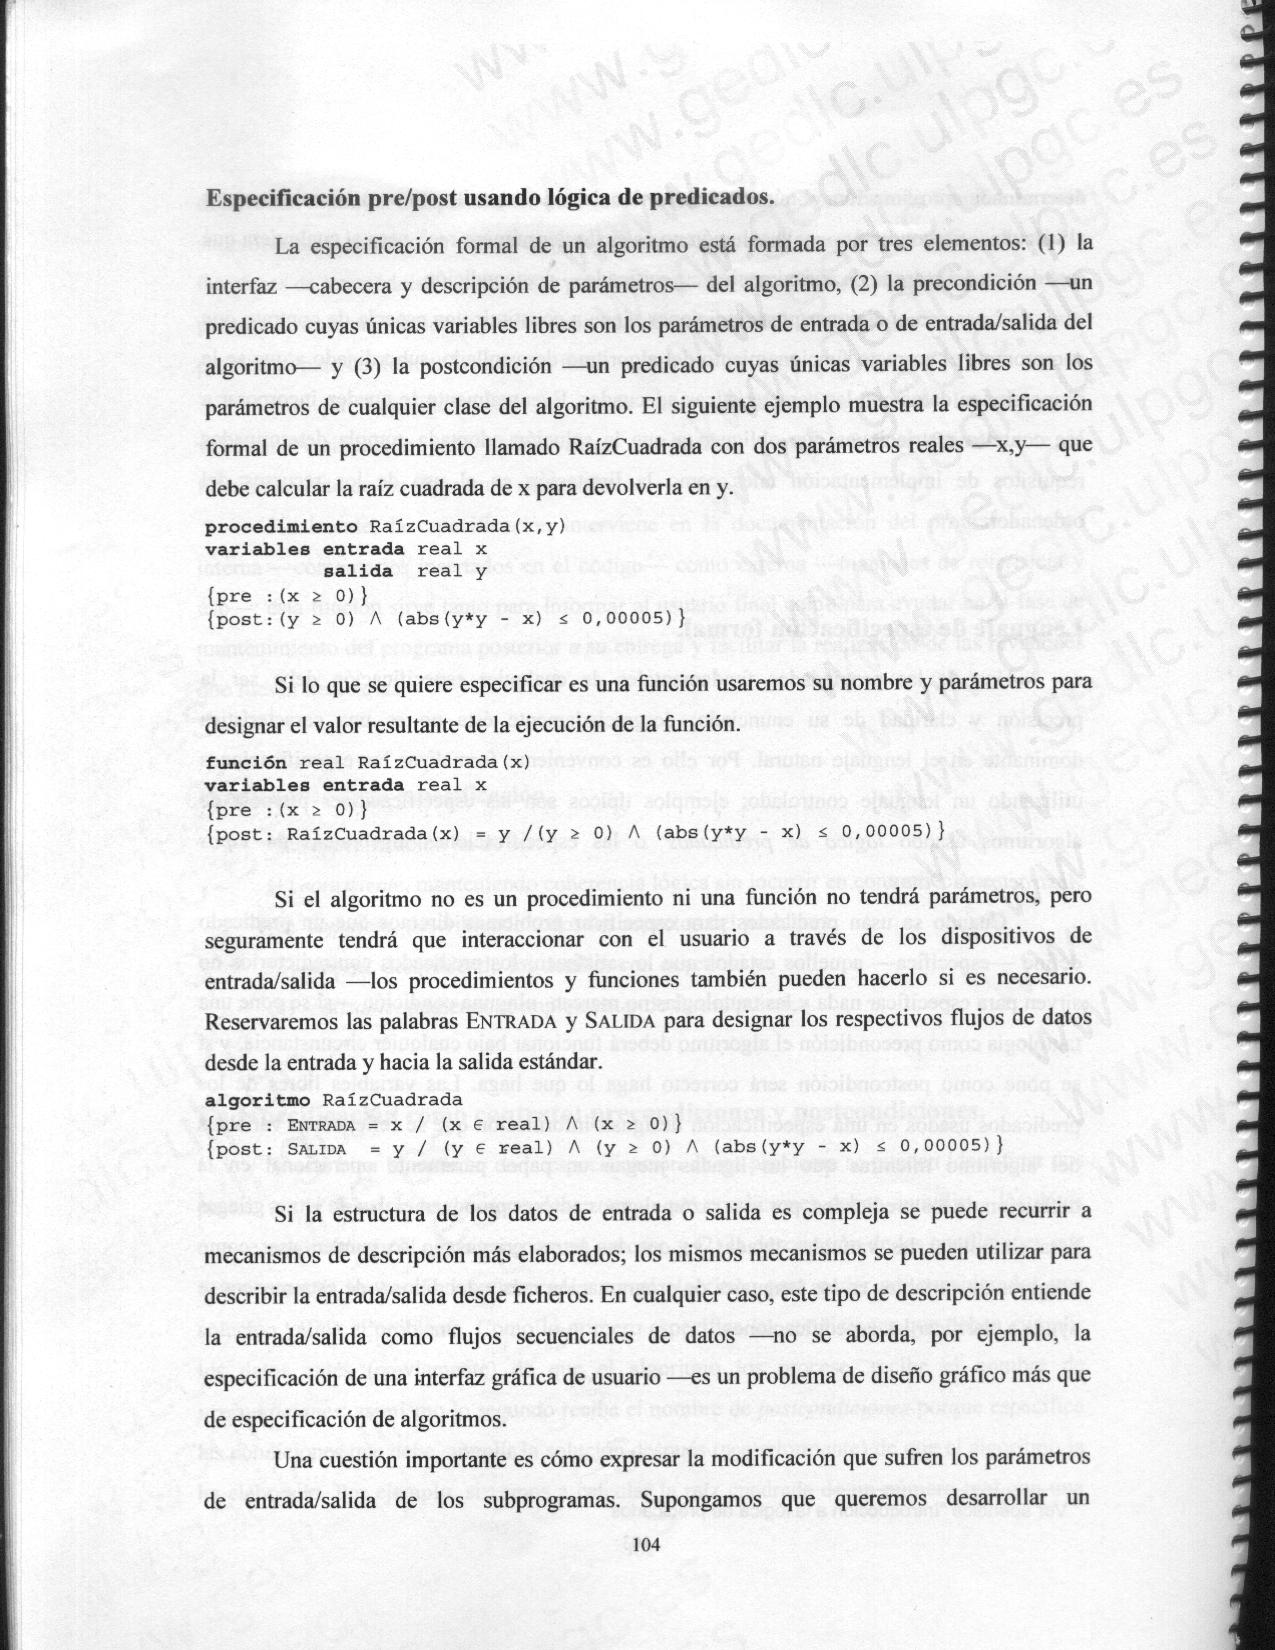 Especificación pre/post usando lógica de predicados.
La especificación formal de un algoritmo está formada por tres elementos: (1) la
interfaz —cabecera y descripción de parámetros— del algoritmo, (2) la precondición —un
predicado cuyas únicas variables libres son los parámetros de entrada o de entrada/salida del
algoritmo— y (3) la postcondición —un predicado cuyas únicas variables libres son los
parámetros de cualquier clase del algoritmo. El siguiente ejemplo muestra la especificación
formal de un procedimiento llamado RaízCuadrada con dos parámetros reales —x,y— que
debe calcular la raíz cuadrada de x para devolverla en y.
procedimiento RaízCuadrada(x,y)
variables entrada real x
salida real y
{pre :(x ≥ 0)}
{post:(y ≥ 0) /\ (abs(y*y - x) ≤ 0,00005)}
Si lo que se quiere especificar es una función usaremos su nombre y parámetros para
designar el valor resultante de la ejecución de la función.
función real RaízCuadrada(x)
variables entrada real x
{pre :(x ≥ 0)}
{post: RaízCuadrada(x) = y /(y ≥ 0) /\ (abs(y*y - x) ≤ 0,00005)}
Si el algoritmo no es un procedimiento ni una función no tendrá parámetros, pero
seguramente tendrá que interaccionar con el usuario a través de los dispositivos de
entrada/salida —los procedimientos y funciones también pueden hacerlo si es necesario.
Reservaremos las palabras ENTRADA y SALIDA para designar los respectivos flujos de datos
desde la entrada y hacia la salida estándar.
algoritmo RaízCuadrada
{pre : ENTRADA = x / (x ∈ real) /\ (x ≥ 0)}
{post: SALIDA = y / (y ∈ real) /\ (y ≥ 0) /\ (abs(y*y - x) ≤ 0,00005)}
Si la estructura de los datos de entrada o salida es compleja se puede recurrir a
mecanismos de descripción más elaborados; los mismos mecanismos se pueden utilizar para
describir la entrada/salida desde ficheros. En cualquier caso, este tipo de descripción entiende
la entrada/salida como flujos secuenciales de datos —no se aborda, por ejemplo, la
especificación de una interfaz gráfica de usuario —es un problema de diseño gráfico más que
de especificación de algoritmos.
Una cuestión importante es cómo expresar la modificación que sufren los parámetros
de entrada/salida de los subprogramas. Supongamos que queremos desarrollar un
104
www.gedlc.ulpgc.es